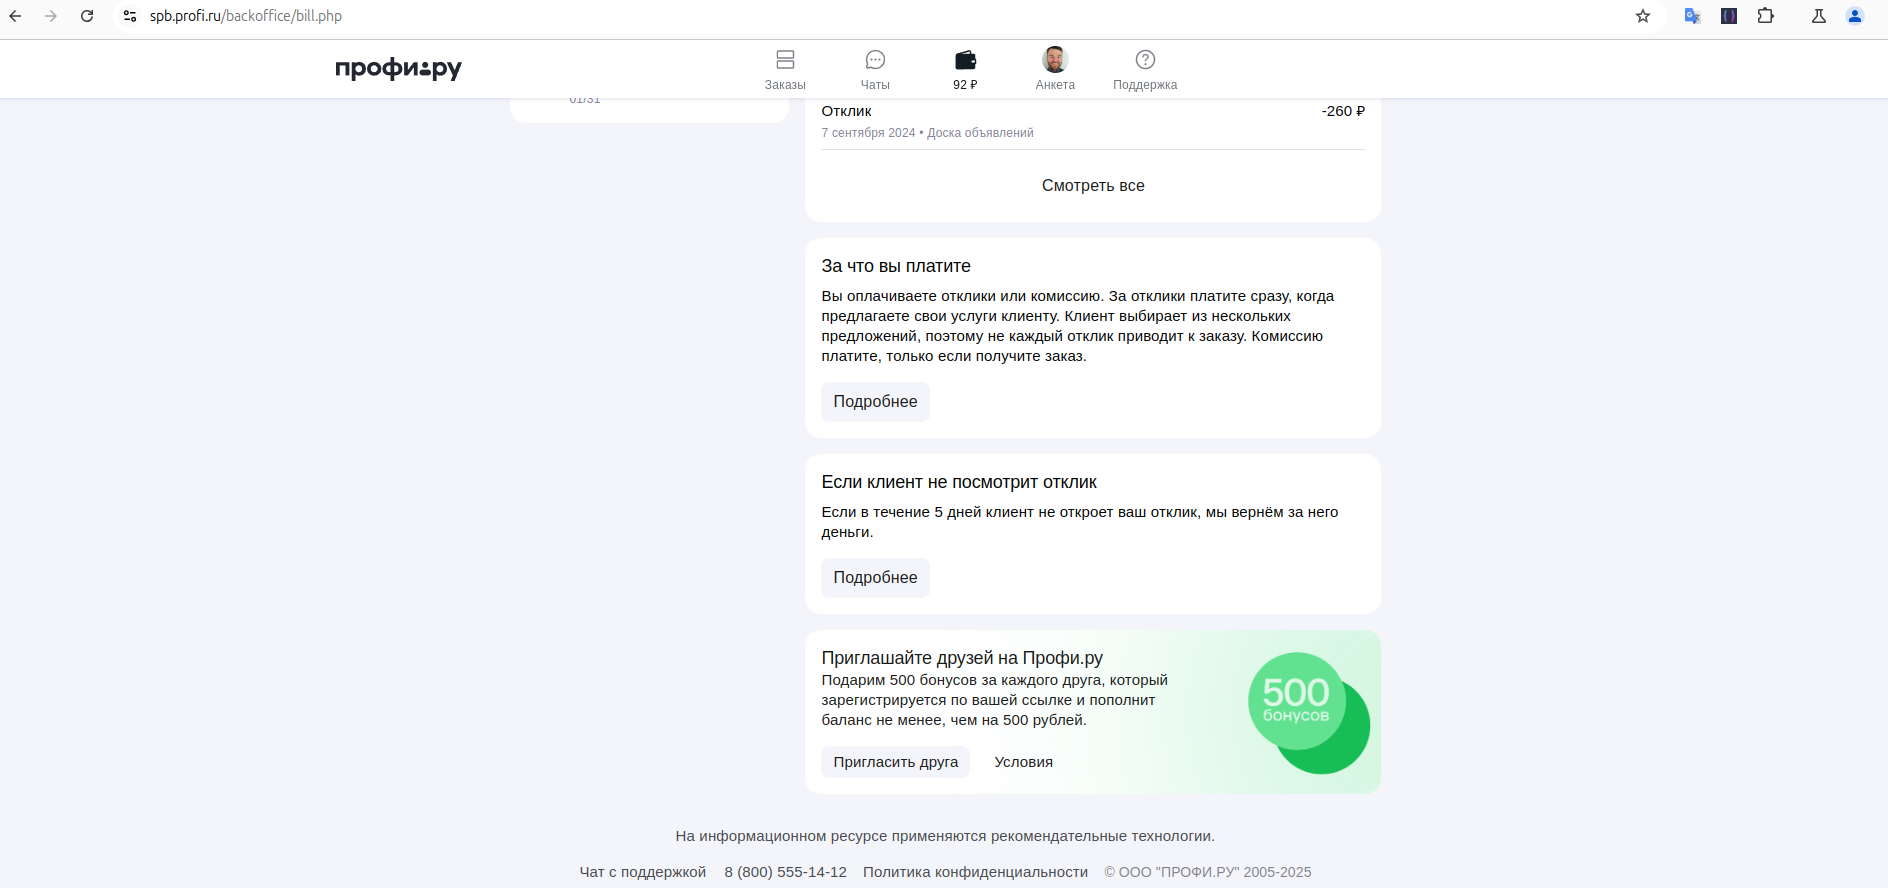 spb.profi.ru/backoffice/bill.php
профи.ру
Заказы
Чаты
92 ₽
Анкета
Поддержка
01/31
Отклик
-260 ₽
7 сентября 2024 • Доска объявлений
Смотреть все
За что вы платите
Вы оплачиваете отклики или комиссию. За отклики платите сразу, когда
предлагаете свои услуги клиенту. Клиент выбирает из нескольких
предложений, поэтому не каждый отклик приводит к заказу. Комиссию
платите, только если получите заказ.
Подробнее
Если клиент не посмотрит отклик
Если в течение 5 дней клиент не откроет ваш отклик, мы вернём за него
деньги.
Подробнее
Приглашайте друзей на Профи.ру
Подарим 500 бонусов за каждого друга, который
зарегистрируется по вашей ссылке и пополнит
баланс не менее, чем на 500 рублей.
500
бонусов
Пригласить друга
Условия
На информационном ресурсе применяются рекомендательные технологии.
Чат с поддержкой 8 (800) 555-14-12 Политика конфиденциальности © ООО "ПРОФИ.РУ" 2005-2025